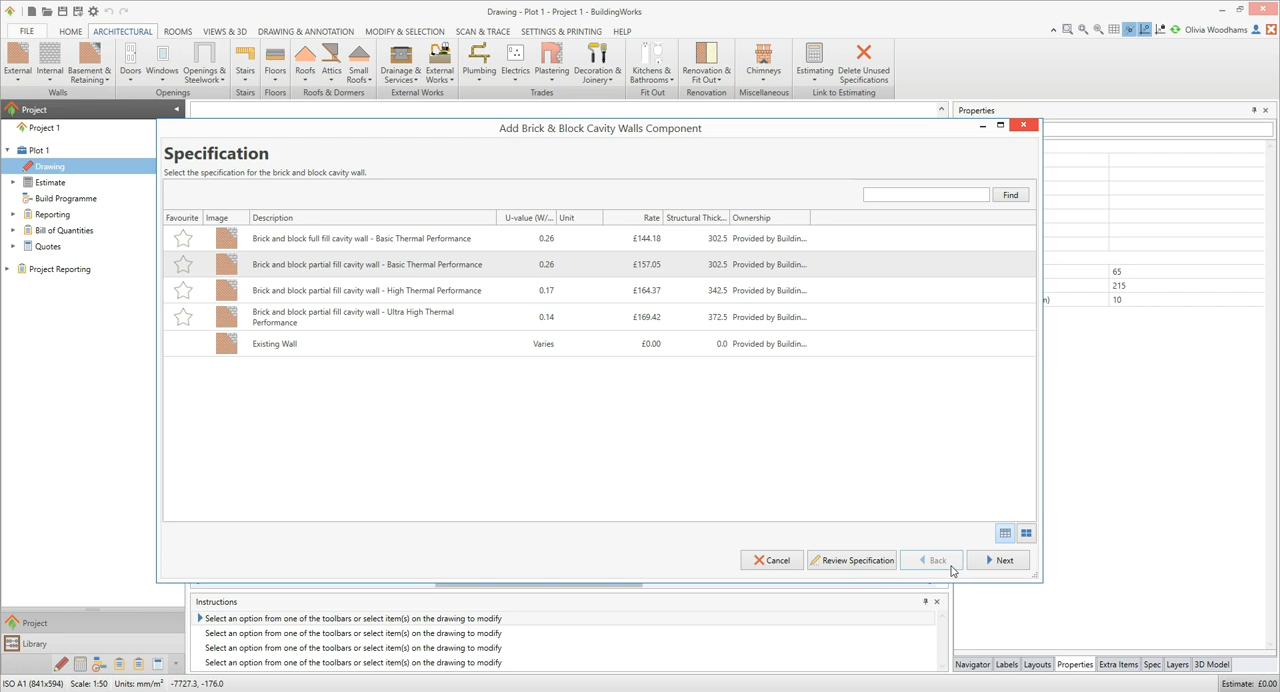 Drawing - Plot 1 - Project 1 - BuildingWorks
FILE HOME ARCHITECTURAL ROOMS VIEWS & 3D DRAWING & ANNOTATION MODIFY & SELECTION SCAN & TRACE SETTINGS PRINTING HELP
Olivia Woodhams
External Internal Basement & Retaining Doors Windows Openings & Steelwork Stairs Floors Roofs Attics Small Roofs Drainage & Services External Works Plumbing Electrics Plastering Decoration & Joinery Kitchens & Bathrooms Renovation & Fit Out Chimneys Estimating Delete Unused Specifications
Walls Openings Stairs Floors Roofs & Dormers External Works Trades Fit Out Renovation Miscellaneous Link to Estimating
Project
Project 1
Plot 1
Drawing
Estimate
Build Programme
Reporting
Bill of Quantities
Quotes
Project Reporting
Project
Library
Add Brick & Block Cavity Walls Component
Specification
Select the specification for the brick and block cavity wall.
Find
Favourite Image Description U-value (W/... Unit Rate Structural Thick... Ownership
Brick and block full fill cavity wall - Basic Thermal Performance 0.26 £144.18 302.5 Provided by Buildin...
Brick and block partial fill cavity wall - Basic Thermal Performance 0.26 £157.05 302.5 Provided by Buildin...
Brick and block partial fill cavity wall - High Thermal Performance 0.17 £164.37 342.5 Provided by Buildin...
Brick and block partial fill cavity wall - Ultra High Thermal
Performance 0.14 £169.42 372.5 Provided by Buildin...
Existing Wall Varies £0.00 0.0 Provided by Buildin...
Cancel Review Specification Back Next
Properties
65
215
m) 10
Instructions
Select an option from one of the toolbars or select item(s) on the drawing to modify
Select an option from one of the toolbars or select item(s) on the drawing to modify
Select an option from one of the toolbars or select item(s) on the drawing to modify
Select an option from one of the toolbars or select item(s) on the drawing to modify
Navigator Labels Layouts Properties Extra Items Spec Layers 3D Model
ISO A1 (841x594) Scale: 1:50 Units: mm/m² -7727.3, -176.0 Estimate: £0.00